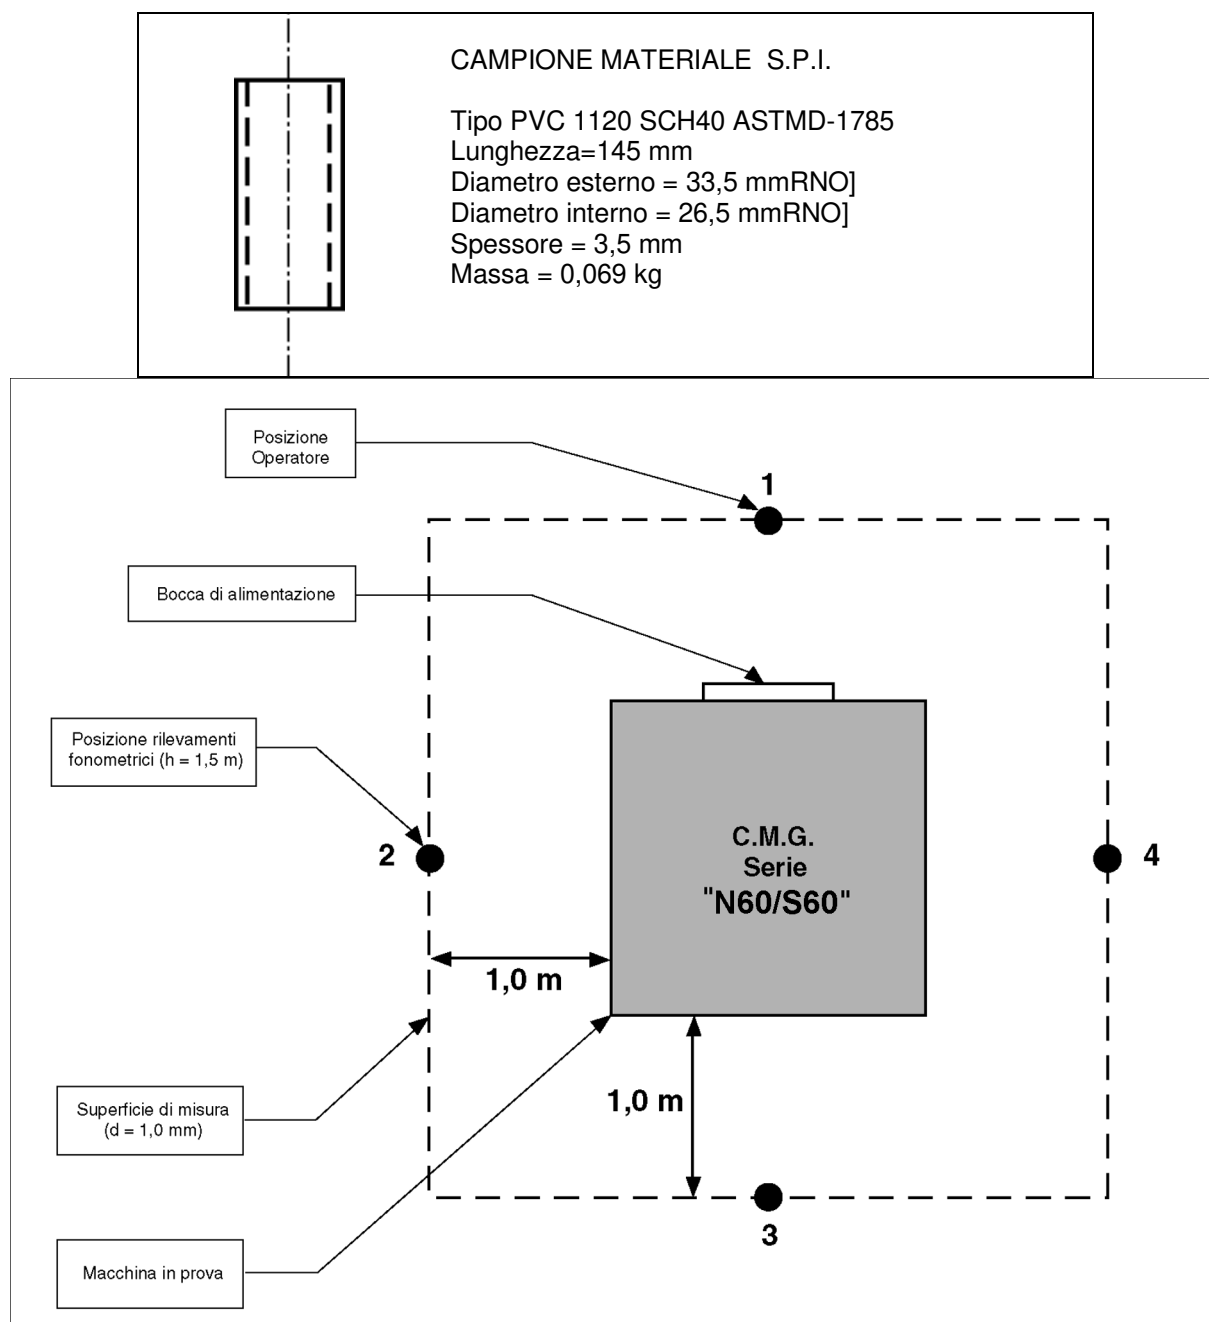 CAMPIONE MATERIALE S.P.I.
Tipo PVC 1120 SCH40 ASTMD-1785
Lunghezza=145 mm
Diametro esterno = 33,5 mmRNO]
Diametro interno = 26,5 mmRNO]
Spessore = 3,5 mm
Massa = 0,069 kg
Posizione
Operatore
1
Bocca di alimentazione
Posizione rilevamenti
fonometrici (h = 1,5 m)
2
C.M.G.
Serie
"N60/S60"
4
1,0 m
1,0 m
Superficie di misura
(d = 1,0 mm)
3
Macchina in prova